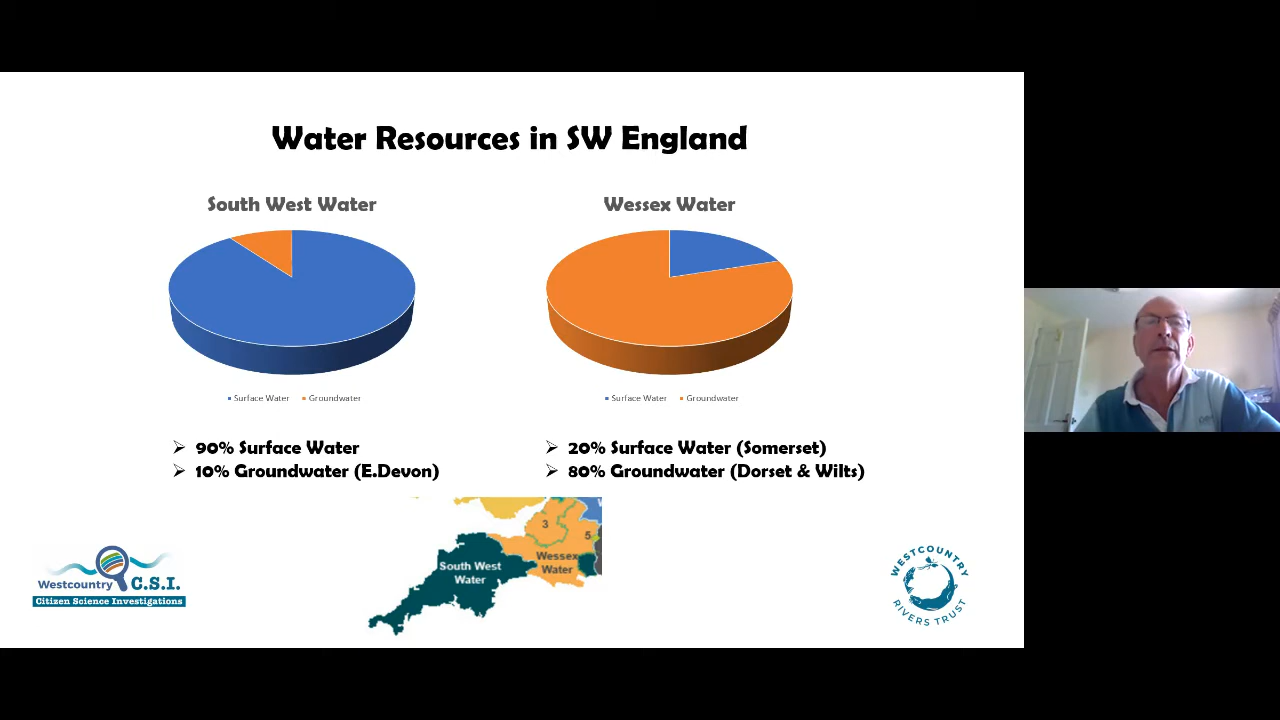 Water Resources in SW England
South West Water
Wessex Water
Surface Water
Groundwater
Surface Water
Groundwater
90% Surface Water
10% Groundwater (E.Devon)
20% Surface Water (Somerset)
80% Groundwater (Dorset & Wilts)
3
5
South West
Water
Wessex
Water
Westcountry C.S.I.
Citizen Science Investigations
WESTCOUNTRY
RIVERS TRUST